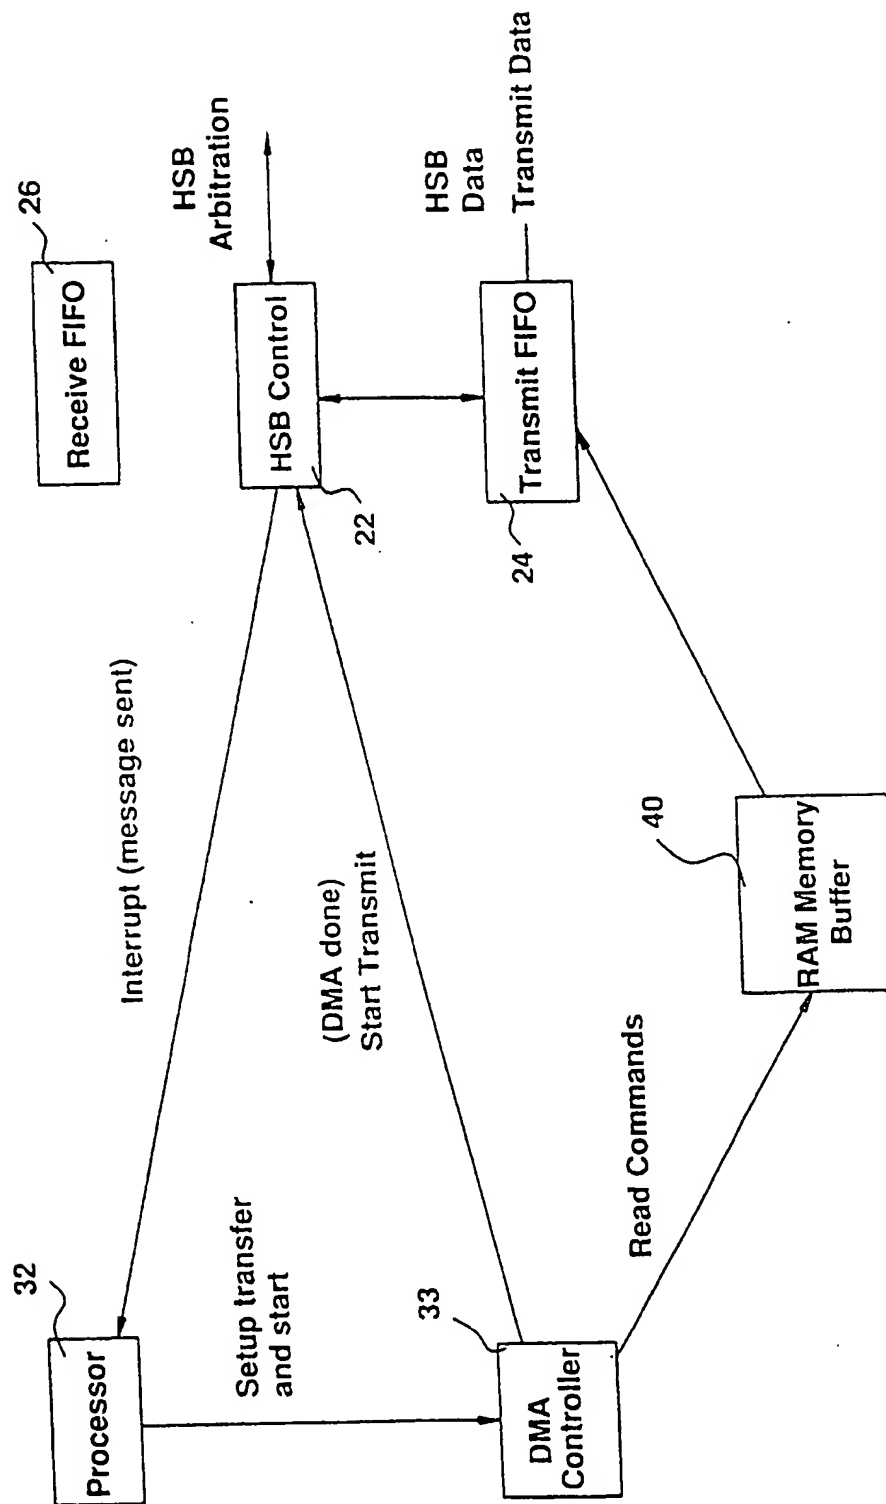 Processor
32
Setup transfer
and start
DMA
Controller
33
Interrupt (message sent)
(DMA done)
Start Transmit
Read Commands
RAM Memory
Buffer
40
Receive FIFO
26
HSB Control
22
HSB
Arbitration
Transmit FIFO
24
HSB
Data
Transmit Data